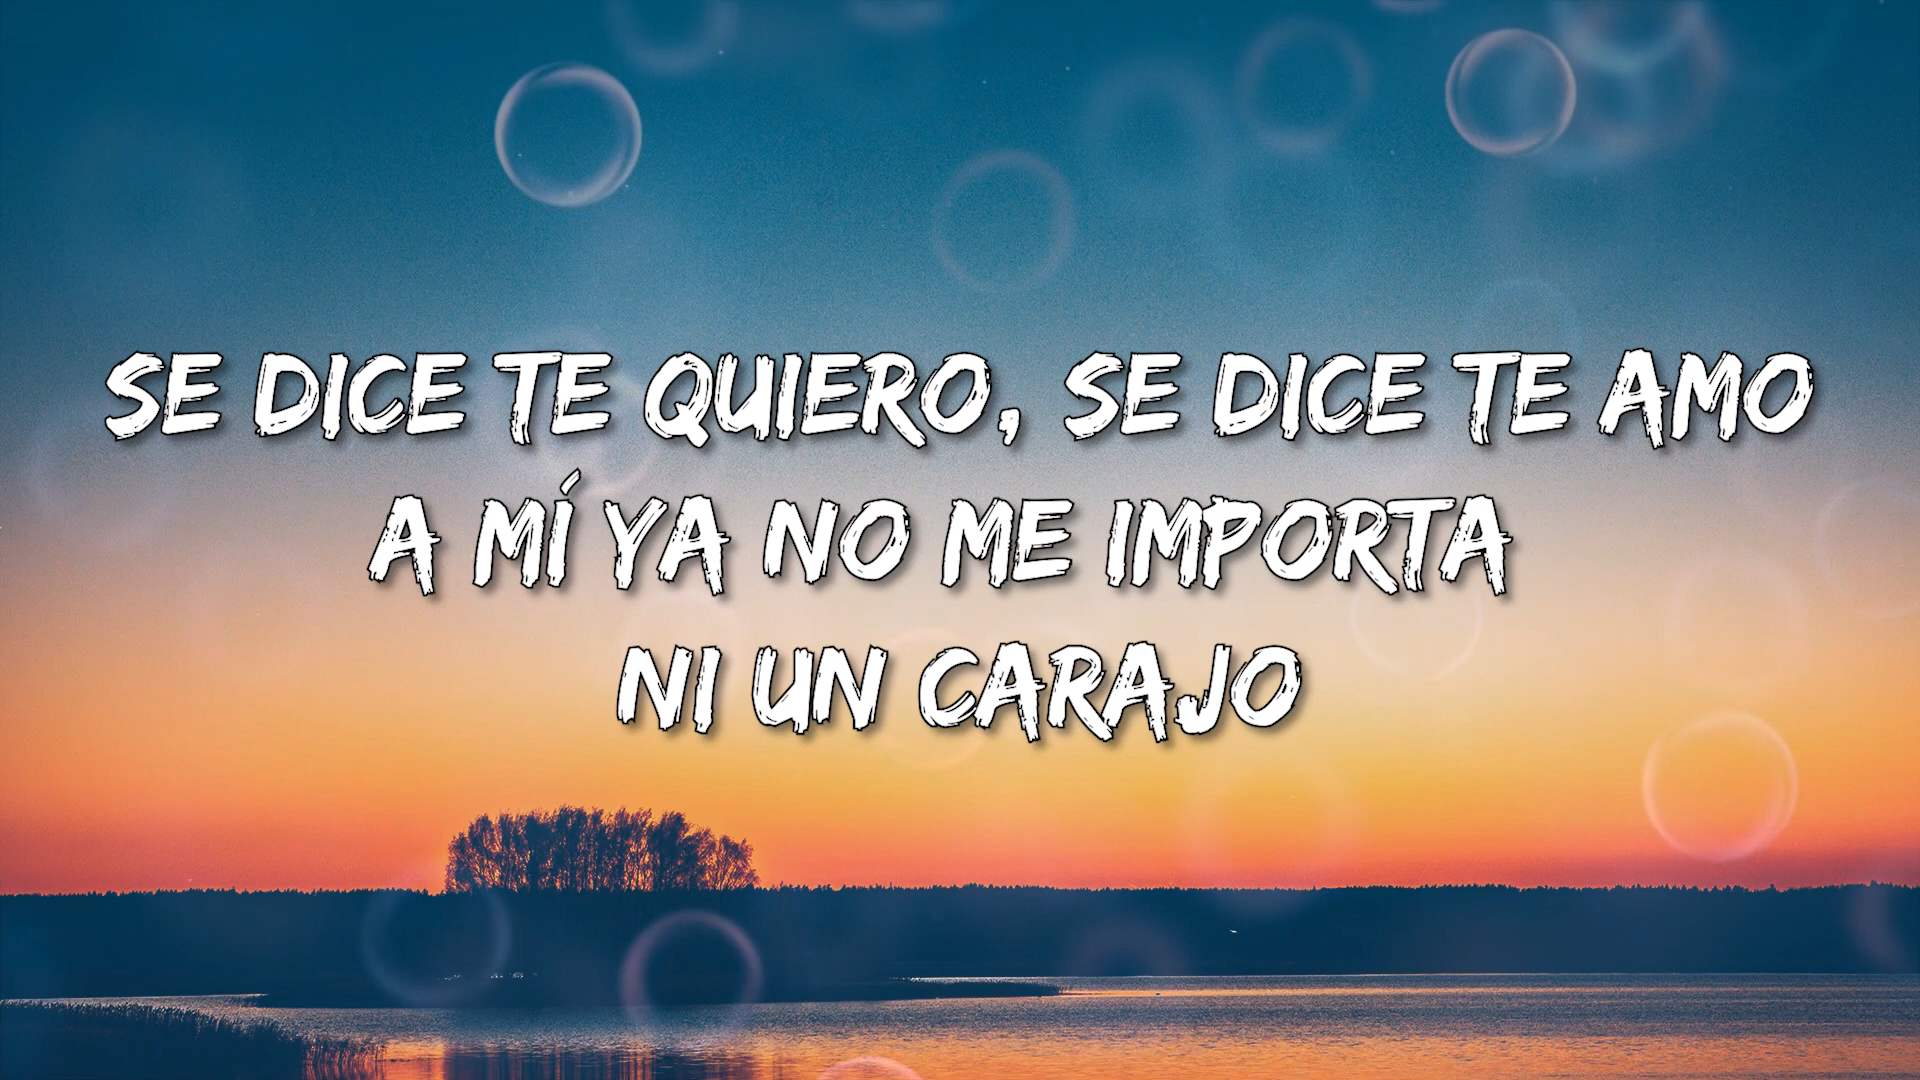 SE DICE TE QUIERO, SE DICE TE AMO
A MÍ YA NO ME IMPORTA
NI UN CARAJO